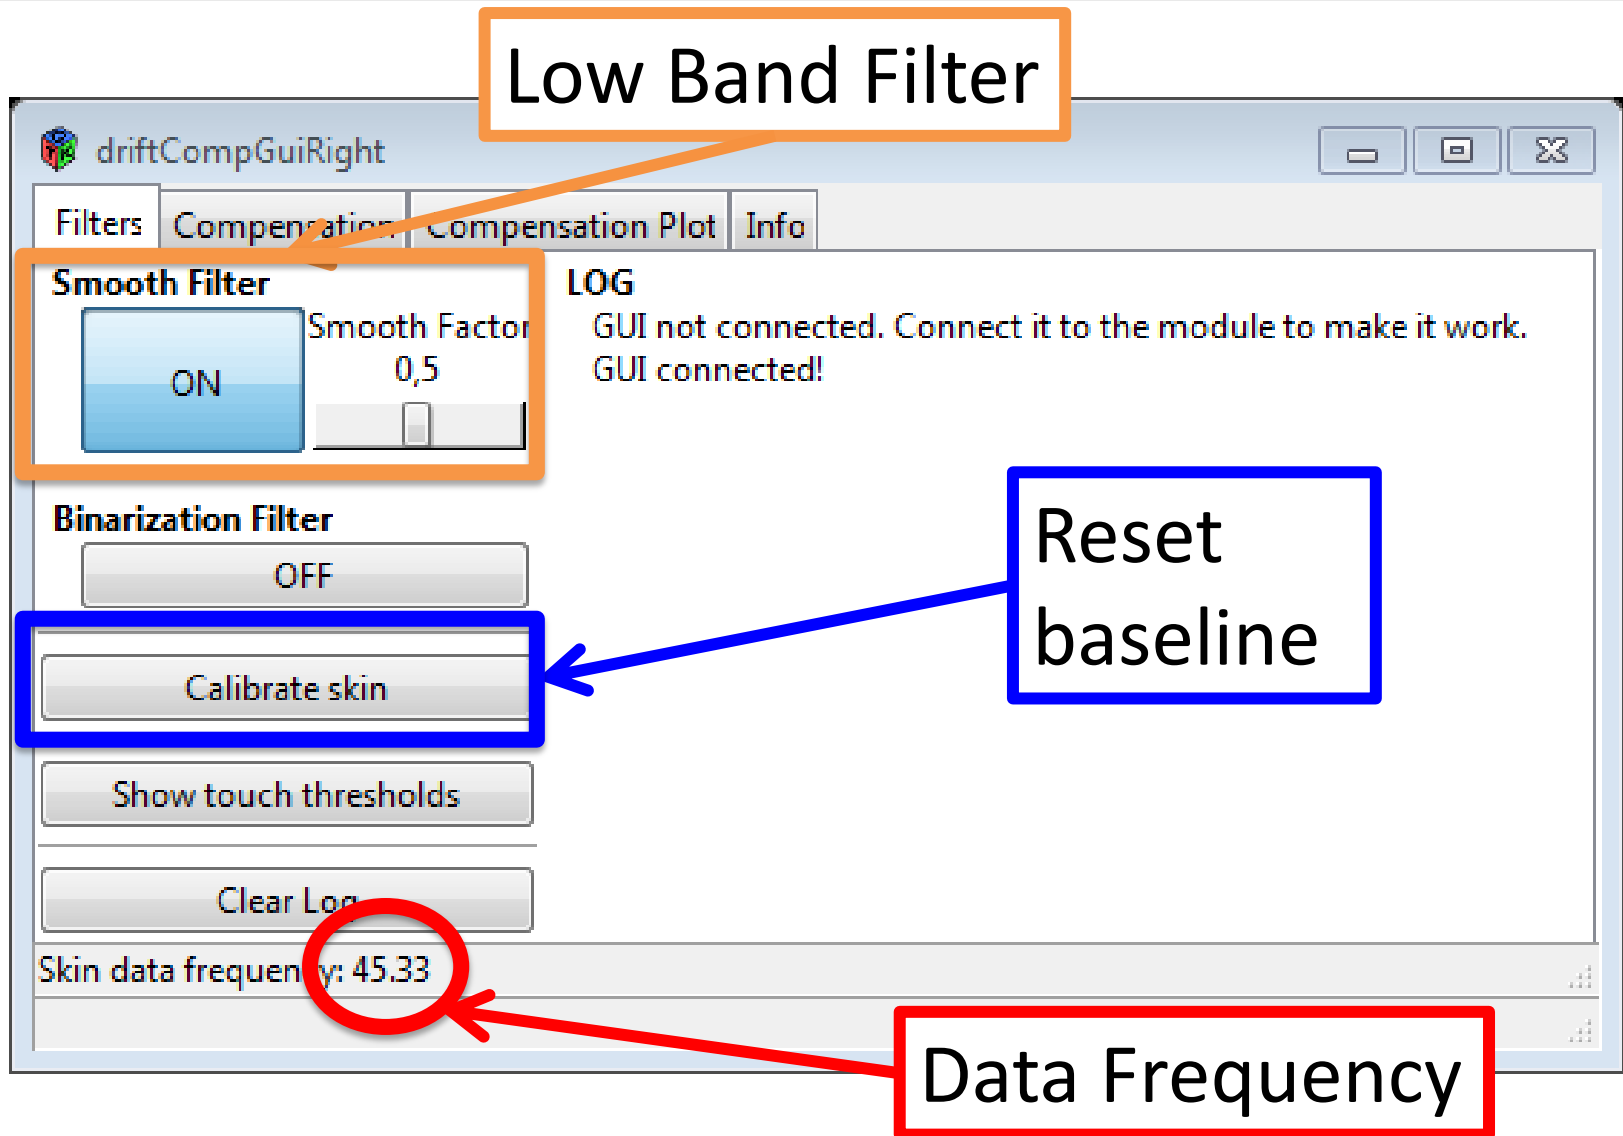 Low Band Filter
driftCompGuiRight
Filters Compensation Compensation Plot Info
Smooth Filter
Smooth Factor
0,5
ON
LOG
GUI not connected. Connect it to the module to make it work.
GUI connected!
Binarization Filter
OFF
Reset
baseline
Calibrate skin
Show touch thresholds
Clear Log
Skin data frequency: 45.33
Data Frequency